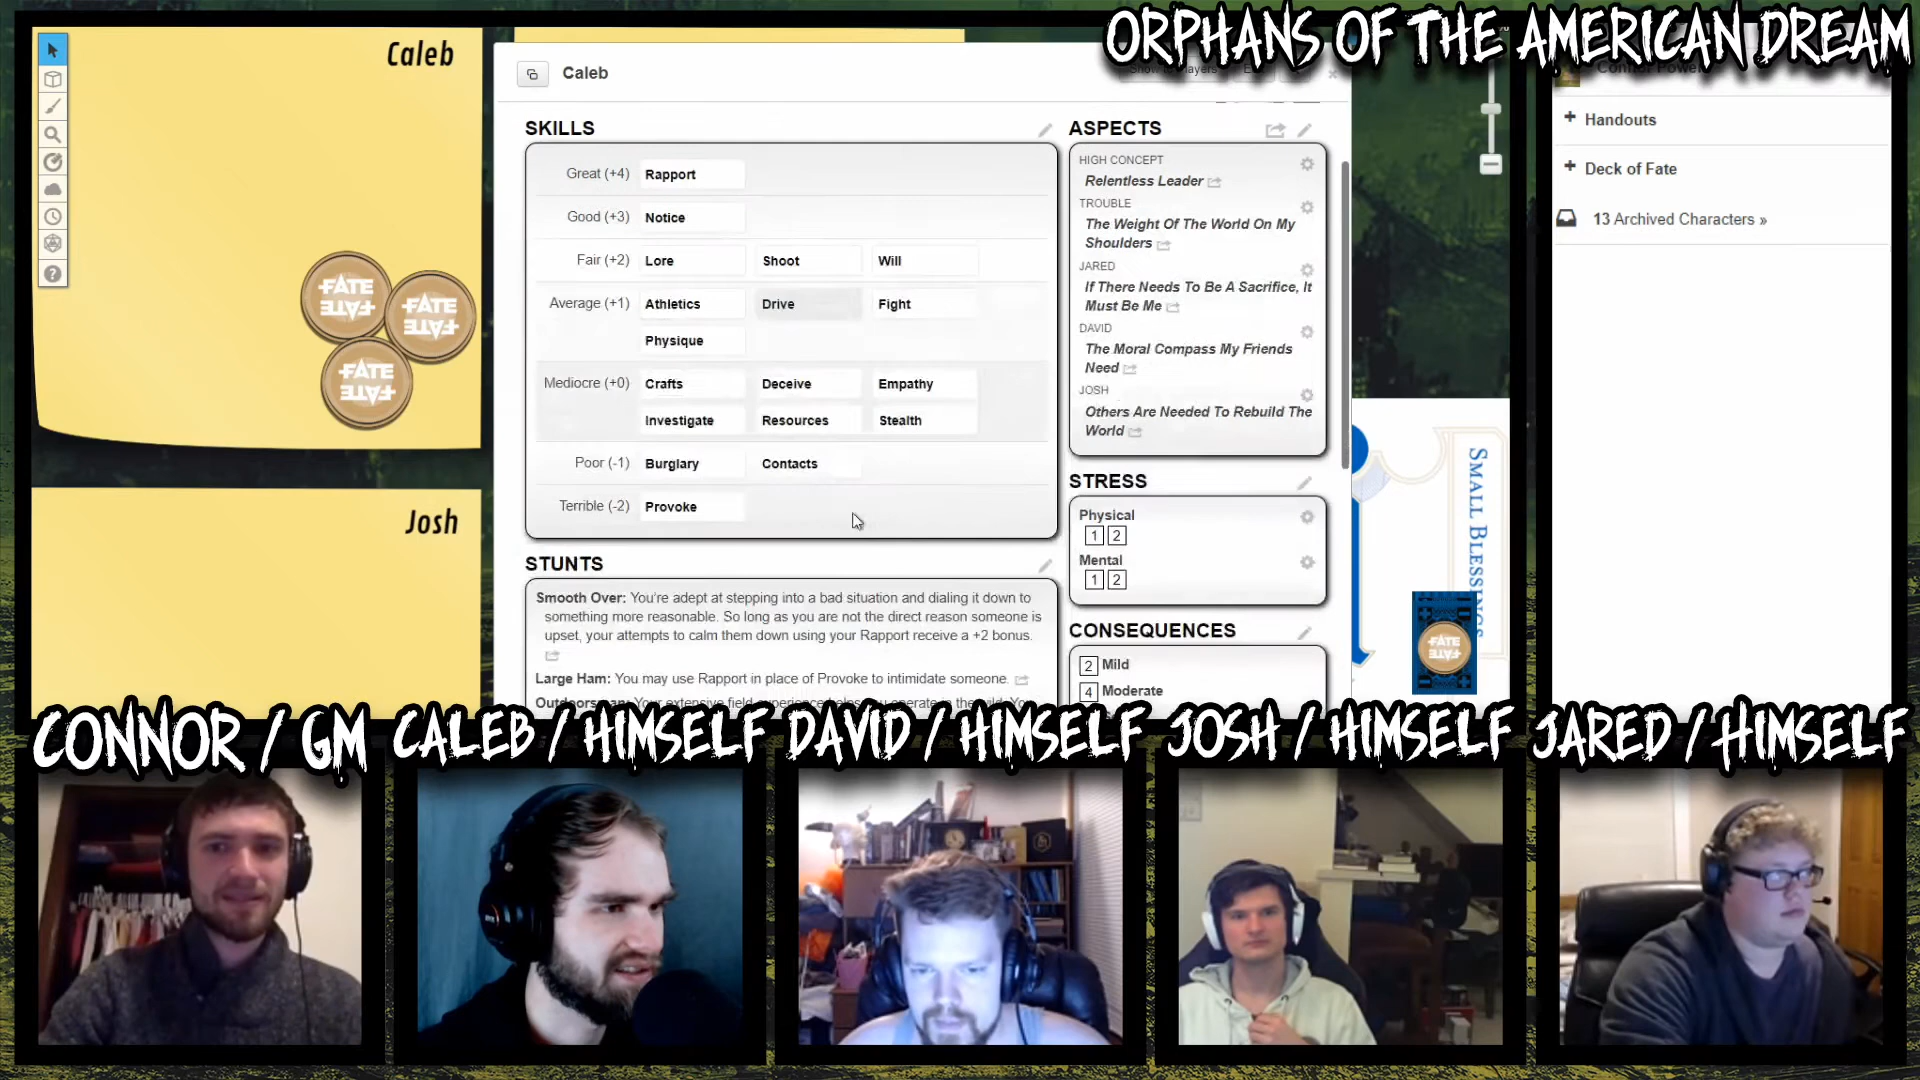 ORPHANS OF THE AMERICAN DREAM
Caleb
FATE
FATE
FATE
FATE
FATE
FATE
Josh
Caleb
SKILLS
Great (+4) Rapport
Good (+3) Notice
Fair (+2) Lore Shoot Will
Average (+1) Athletics Drive Fight
Physique
Mediocre (+0) Crafts Deceive Empathy
Investigate Resources Stealth
Poor (-1) Burglary Contacts
Terrible (-2) Provoke
STUNTS
Smooth Over: You're adept at stepping into a bad situation and dialing it down to
something more reasonable. So long as you are not the direct reason someone is
upset, your attempts to calm them down using your Rapport receive a +2 bonus.
Large Ham: You may use Rapport in place of Provoke to intimidate someone.
ASPECTS
HIGH CONCEPT
Relentless Leader
TROUBLE
The Weight Of The World On My
Shoulders
JARED
If There Needs To Be A Sacrifice, It
Must Be Me
DAVID
The Moral Compass My Friends
Need
JOSH
Others Are Needed To Rebuild The
World
STRESS
Physical
1 2
Mental
1 2
CONSEQUENCES
2 Mild
4 Moderate
SMALL BLESSINGS
FATE
FATE
Handouts
Deck of Fate
13 Archived Characters »
CONNOR / GM
CALEB / HIMSELF
DAVID / HIMSELF
JOSH / HIMSELF
JARED / HIMSELF